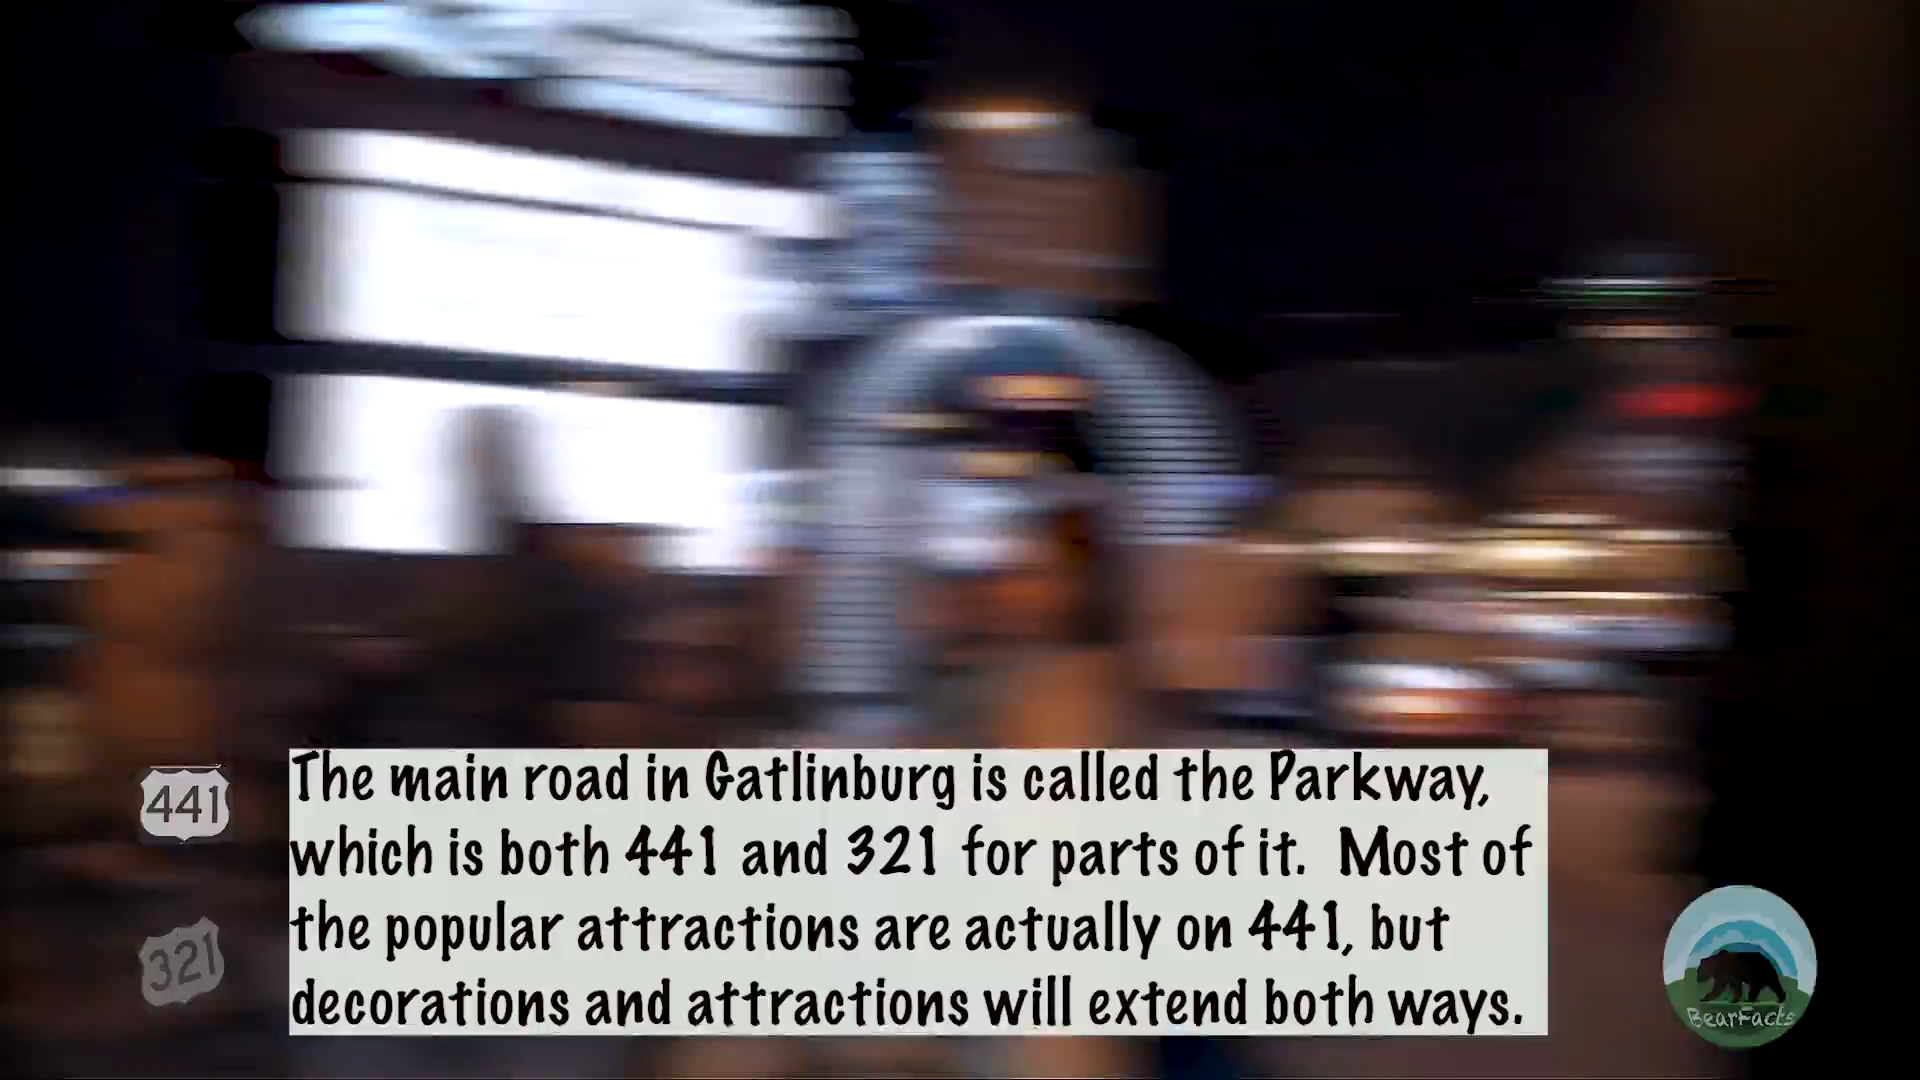 The main road in Gatlinburg is called the Parkway,
which is both 441 and 321 for parts of it. Most of
the popular attractions are actually on 441, but
decorations and attractions will extend both ways.
441
321
BearFacts